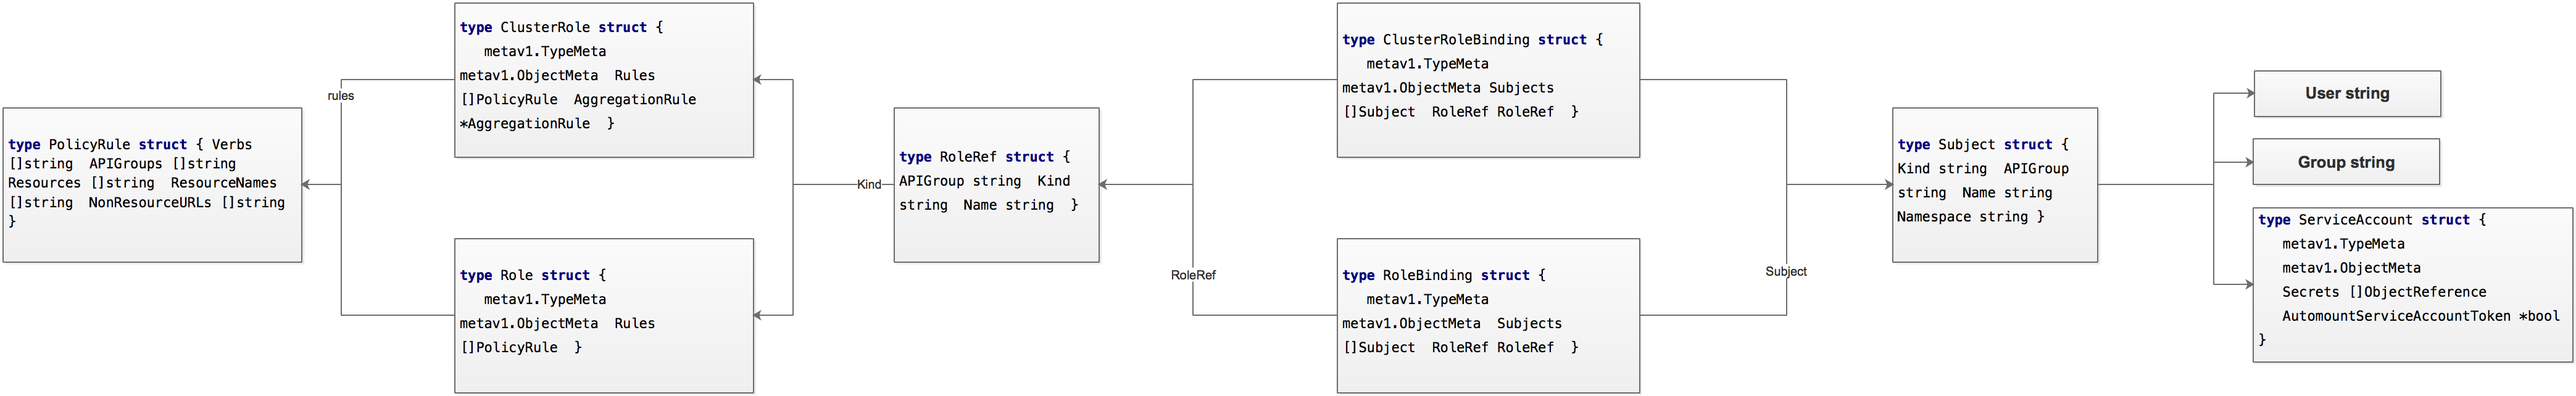 type PolicyRule struct { Verbs
[]string  APIGroups []string
Resources []string  ResourceNames
[]string  NonResourceURLs []string
}
rules
type ClusterRole struct {
metav1.TypeMeta
metav1.ObjectMeta  Rules
[]PolicyRule  AggregationRule
*AggregationRule  }
type Role struct {
metav1.TypeMeta
metav1.ObjectMeta  Rules
[]PolicyRule  }
Kind
type RoleRef struct {
APIGroup string  Kind
string  Name string  }
RoleRef
type ClusterRoleBinding struct {
metav1.TypeMeta
metav1.ObjectMeta Subjects
[]Subject  RoleRef RoleRef  }
type RoleBinding struct {
metav1.TypeMeta
metav1.ObjectMeta  Subjects
[]Subject  RoleRef RoleRef  }
Subject
type Subject struct {
Kind string  APIGroup
string  Name string
Namespace string }
User string
Group string
type ServiceAccount struct {
metav1.TypeMeta
metav1.ObjectMeta
Secrets []ObjectReference
AutomountServiceAccountToken *bool
}